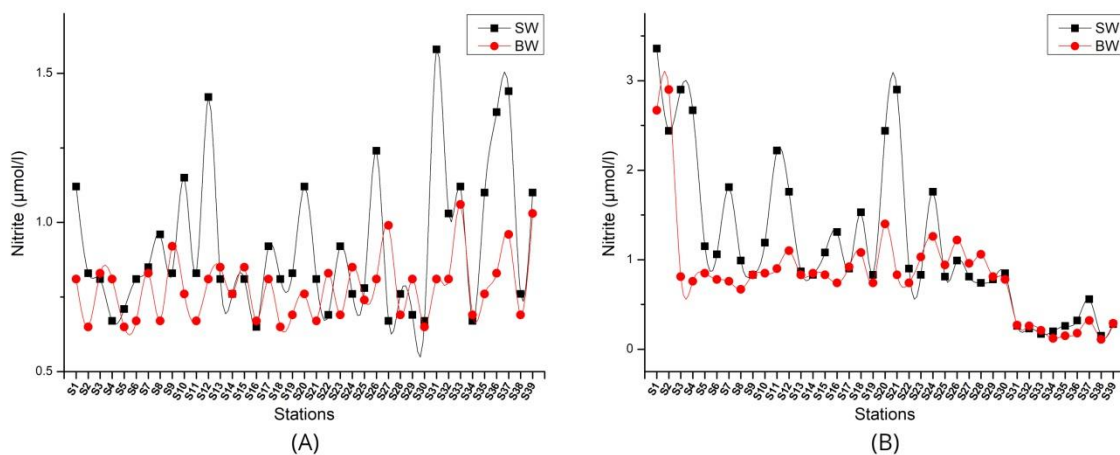 SW
BW
1.5
1.0
0.5
Nitrite (μmol/l)
S1 S2 S3 S4 S5 S6 S7 S8 S9 S10 S11 S12 S13 S14 S15 S16 S17 S18 S19 S20 S21 S22 S23 S24 S25 S26 S27 S28 S29 S30 S31 S32 S33 S34 S35 S36 S37 S38 S39
Stations
(A)
SW
BW
3
2
1
0
Nitrite (μmol/l)
S1 S2 S3 S4 S5 S6 S7 S8 S9 S10 S11 S12 S13 S14 S15 S16 S17 S18 S19 S20 S21 S22 S23 S24 S25 S26 S27 S28 S29 S30 S31 S32 S33 S34 S35 S36 S37 S38 S39
Stations
(B)